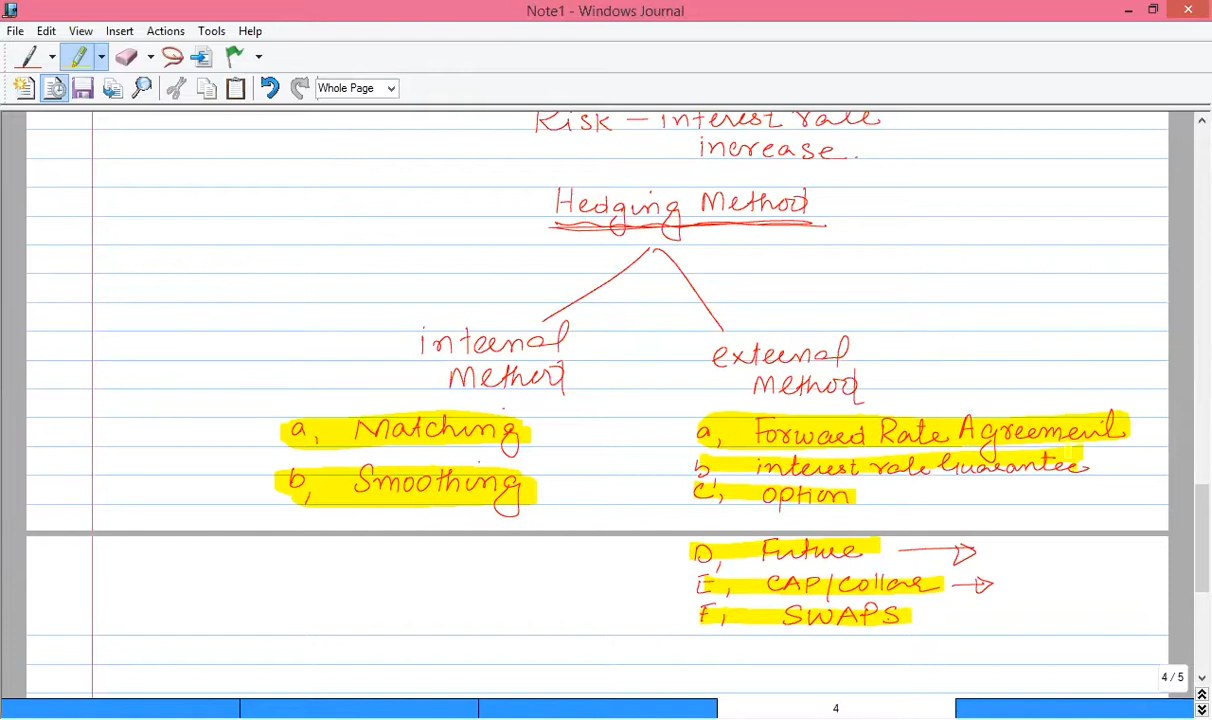 Note1 - Windows Journal
File Edit View Insert Actions Tools Help
Whole Page
Risk – interest rate
increase.
Hedging Method
internal
Method
external
Method
a, Matching
b, Smoothing
a, Forward Rate Agreement
b, interest rate Guarantee
C, option
D, Future
E, CAP/Collar
F, SWAPS
4 / 5
4